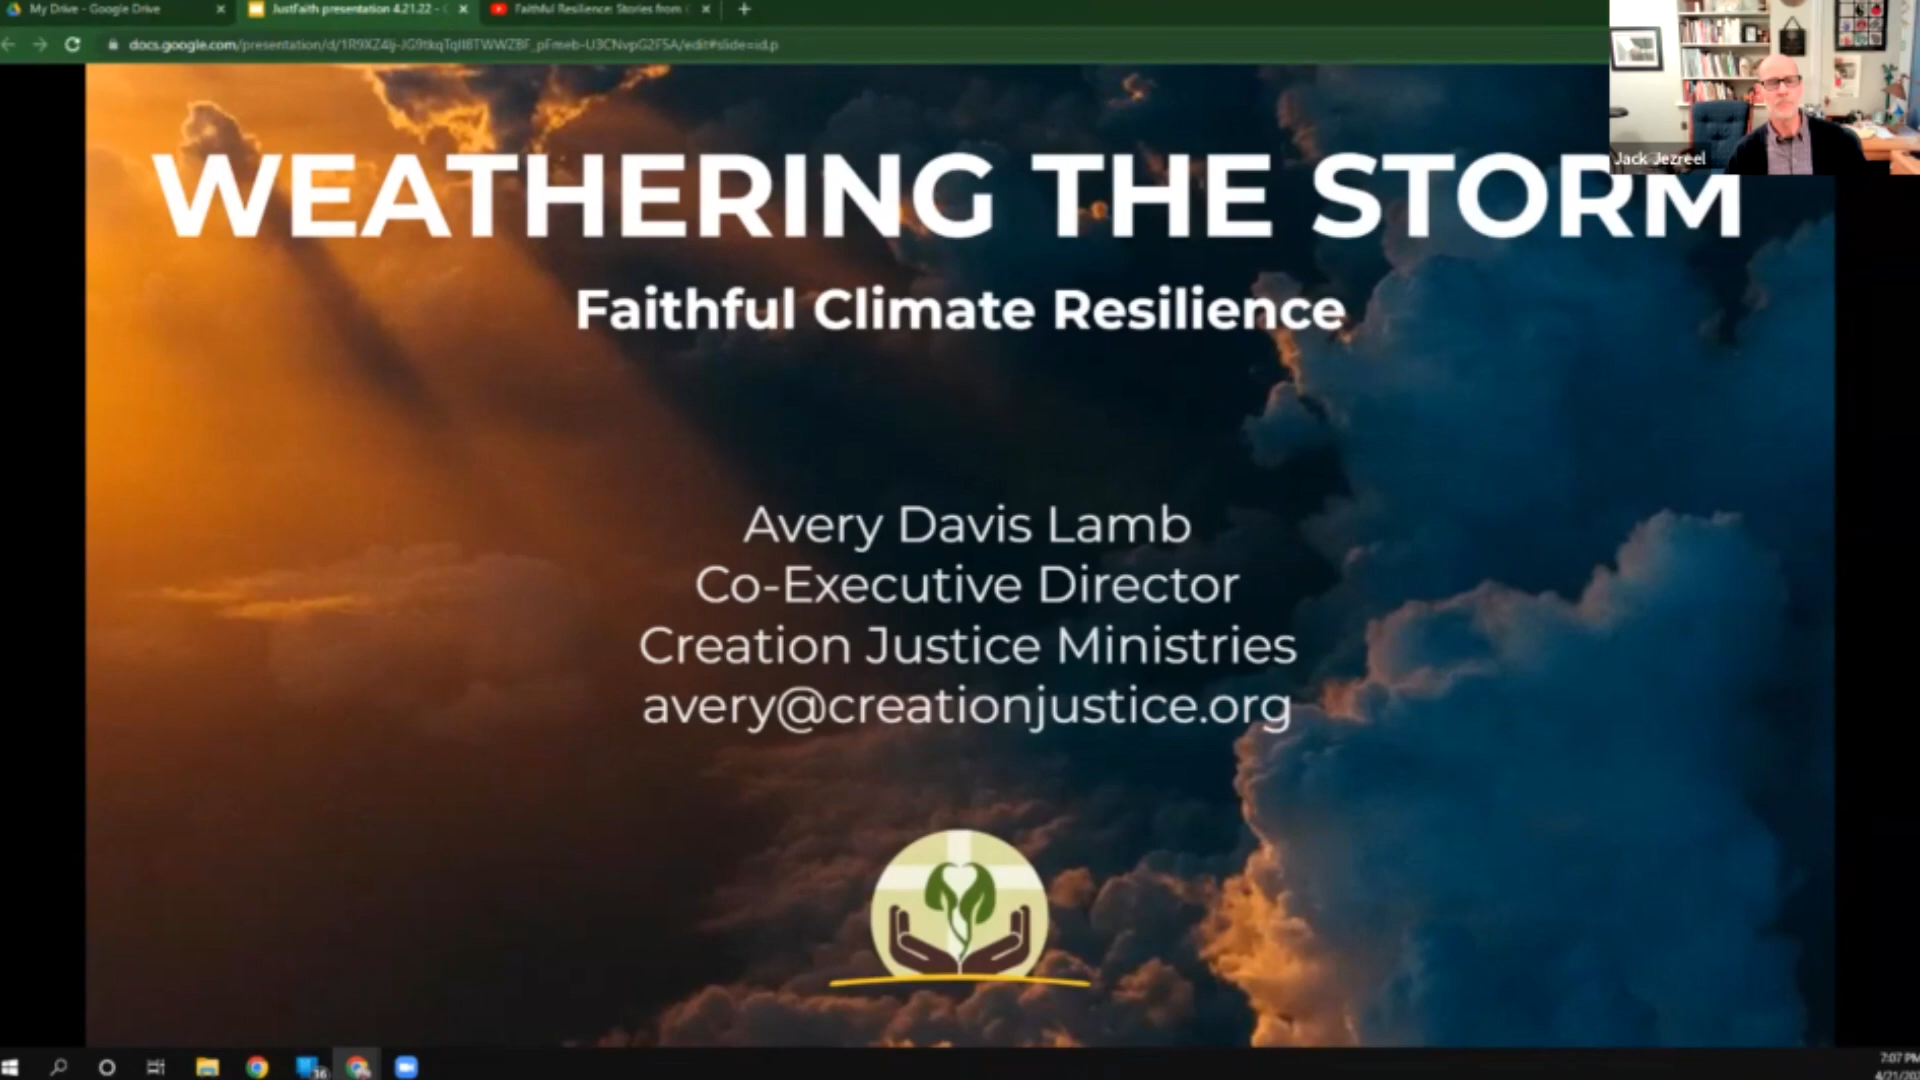 My Drive - Google Drive
JustFaith presentation 4.21.22 -
Faithful Resilience: Stories from
Jack Jezreel
WEATHERING THE STORM
Faithful Climate Resilience
Avery Davis Lamb
Co-Executive Director
Creation Justice Ministries
avery@creationjustice.org
16
7:07 PM